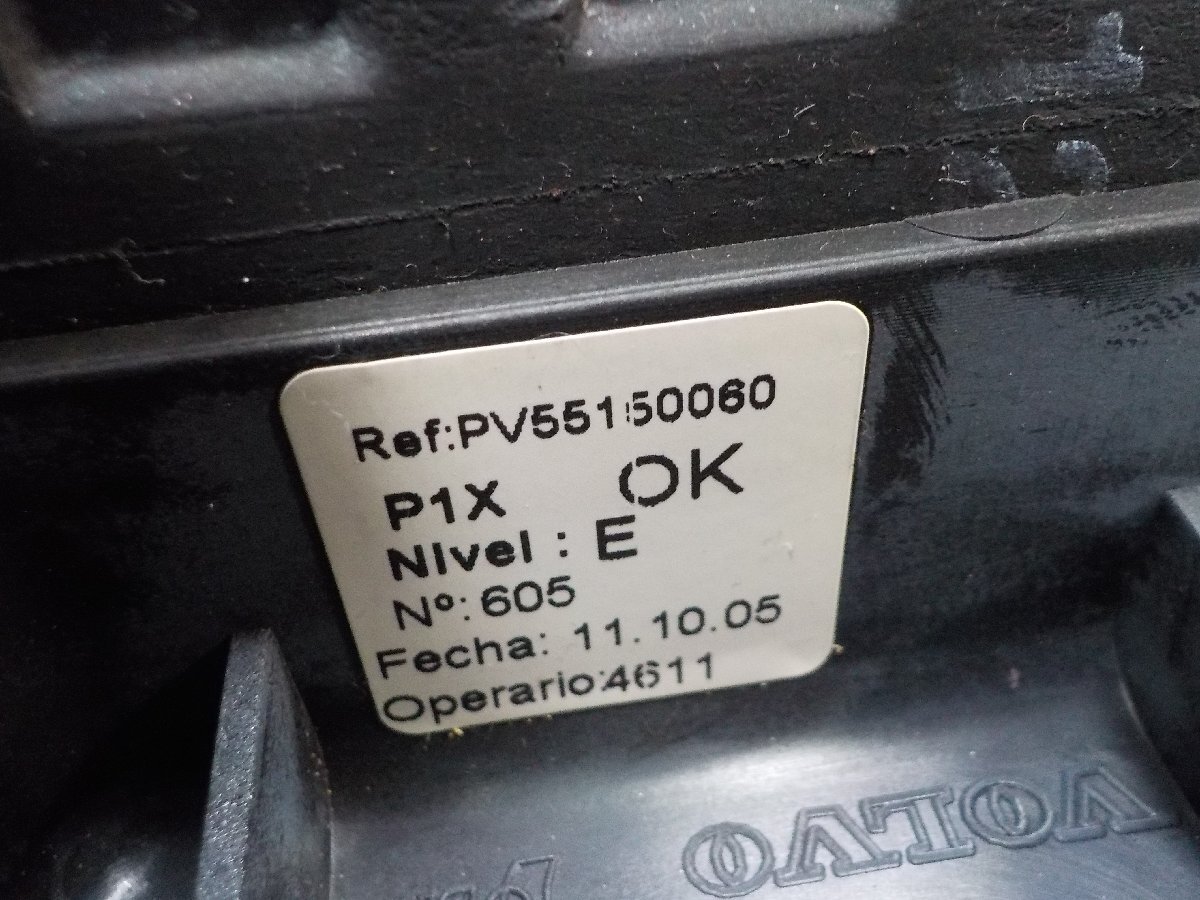 Ref:PV55150060
P1X OK
Nivel : E
Nº: 605
Fecha: 11.10.05
Operario:4611
VOLVO